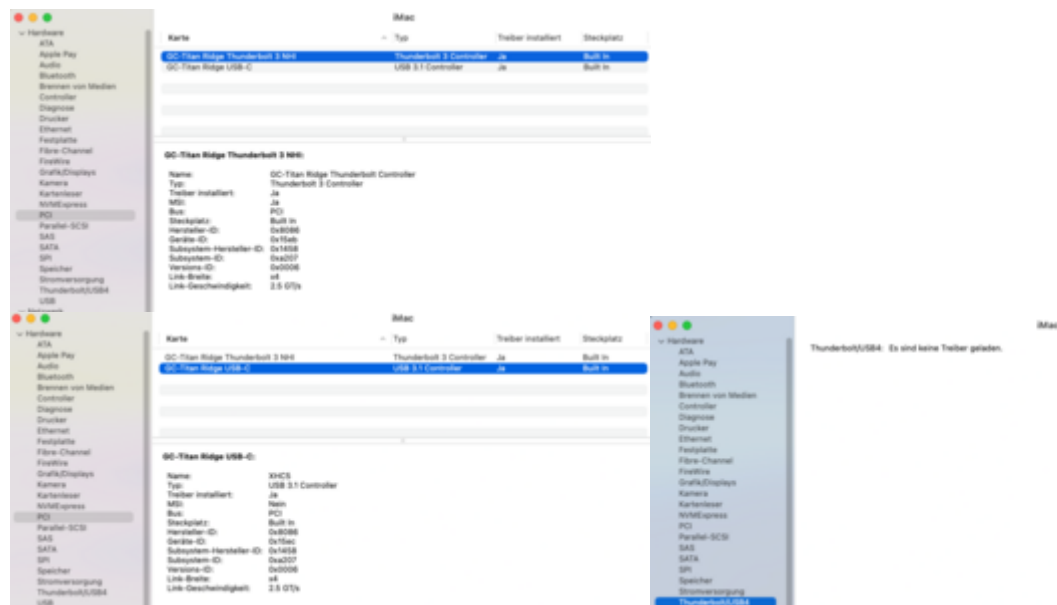 iMac
Hardware
ATA
Apple Pay
Audio
Bluetooth
Brennen von Medien
Controller
Diagnose
Drucker
Ethernet
Festplatte
Fibre-Channel
FireWire
Grafik/Displays
Kamera
Kartenleser
NVMExpress
PCI
Parallel-SCSI
SAS
SATA
SPI
Speicher
Stromversorgung
Thunderbolt/USB4
USB
Netzwerk
Karte Typ Treiber installiert Steckplatz
GC-Titan Ridge Thunderbolt 3 NHI Thunderbolt 3 Controller Ja Built In
GC-Titan Ridge USB-C USB 3.1 Controller Ja Built In
GC-Titan Ridge Thunderbolt 3 NHI:
Name: GC-Titan Ridge Thunderbolt Controller
Typ: Thunderbolt 3 Controller
Treiber installiert: Ja
MSI: Ja
Bus: PCI
Steckplatz: Built In
Hersteller-ID: 0x8086
Geräte-ID: 0x15eb
Subsystem-Hersteller-ID: 0x1458
Subsystem-ID: 0xa207
Versions-ID: 0x0006
Link-Breite: x4
Link-Geschwindigkeit: 2.5 GT/s
iMac
Hardware
ATA
Apple Pay
Audio
Bluetooth
Brennen von Medien
Controller
Diagnose
Drucker
Ethernet
Festplatte
Fibre-Channel
FireWire
Grafik/Displays
Kamera
Kartenleser
NVMExpress
PCI
Parallel-SCSI
SAS
SATA
SPI
Speicher
Stromversorgung
Thunderbolt/USB4
USB
Karte Typ Treiber installiert Steckplatz
GC-Titan Ridge Thunderbolt 3 NHI Thunderbolt 3 Controller Ja Built In
GC-Titan Ridge USB-C USB 3.1 Controller Ja Built In
GC-Titan Ridge USB-C:
Name: XHC5
Typ: USB 3.1 Controller
Treiber installiert: Ja
MSI: Nein
Bus: PCI
Steckplatz: Built In
Hersteller-ID: 0x8086
Geräte-ID: 0x15ec
Subsystem-Hersteller-ID: 0x1458
Subsystem-ID: 0xa207
Versions-ID: 0x0006
Link-Breite: x4
Link-Geschwindigkeit: 2.5 GT/s
iMac
Hardware
ATA
Apple Pay
Audio
Bluetooth
Brennen von Medien
Controller
Diagnose
Drucker
Ethernet
Festplatte
Fibre-Channel
FireWire
Grafik/Displays
Kamera
Kartenleser
NVMExpress
PCI
Parallel-SCSI
SAS
SATA
SPI
Speicher
Stromversorgung
Thunderbolt/USB4
Thunderbolt/USB4: Es sind keine Treiber geladen.